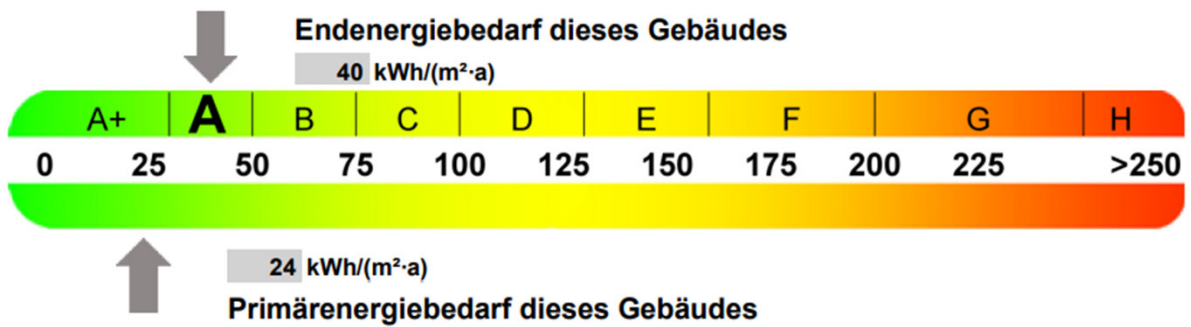 Endenergiebedarf dieses Gebäudes
40 kWh/(m²·a)
A+ A B C D E F G H
0 25 50 75 100 125 150 175 200 225 >250
24 kWh/(m²·a)
Primärenergiebedarf dieses Gebäudes